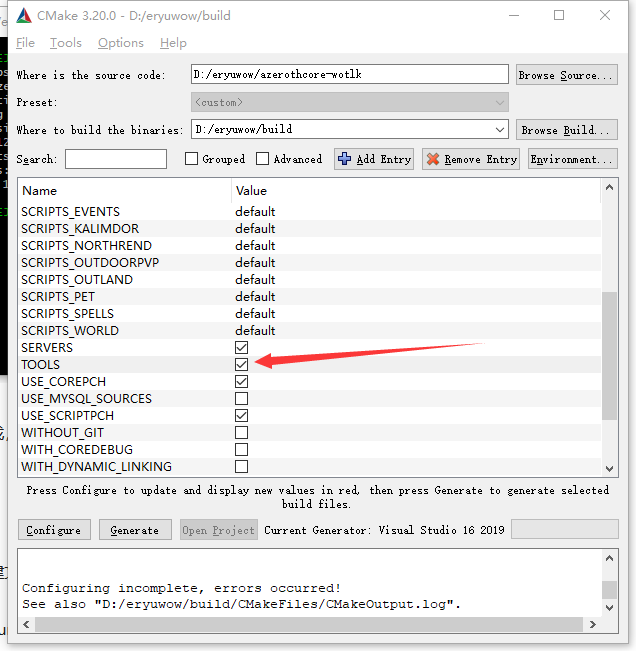 CMake 3.20.0 - D:/eryuwow/build
File Tools Options Help
Where is the source code: D:/eryuwow/azerothcore-wotlk Browse Source...
Preset: <custom>
Where to build the binaries: D:/eryuwow/build Browse Build...
Search: Grouped Advanced Add Entry Remove Entry Environment...
Name Value
SCRIPTS_EVENTS default
SCRIPTS_KALIMDOR default
SCRIPTS_NORTHREND default
SCRIPTS_OUTDOORPVP default
SCRIPTS_OUTLAND default
SCRIPTS_PET default
SCRIPTS_SPELLS default
SCRIPTS_WORLD default
SERVERS
TOOLS
USE_COREPCH
USE_MYSQL_SOURCES
USE_SCRIPTPCH
WITHOUT_GIT
WITH_COREDEBUG
WITH_DYNAMIC_LINKING
Press Configure to update and display new values in red, then press Generate to generate selected
build files.
Configure Generate Open Project Current Generator: Visual Studio 16 2019
Configuring incomplete, errors occurred!
See also "D:/eryuwow/build/CMakeFiles/CMakeOutput.log".